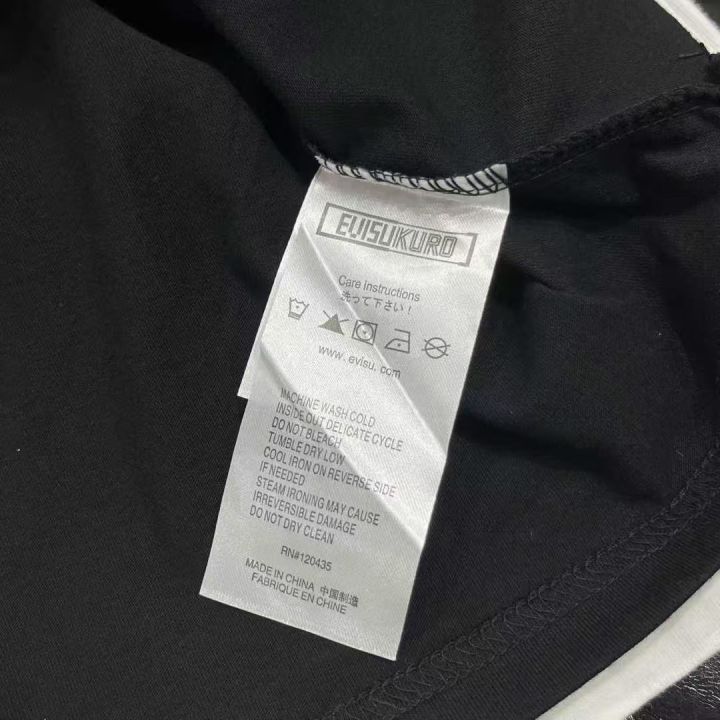 EVISUKURO
Care Instructions
洗って下さい!
www.evisu.com
MACHINE WASH COLD
INSIDE OUT DELICATE CYCLE
DO NOT BLEACH
TUMBLE DRY LOW
COOL IRON ON REVERSE SIDE
IF NEEDED
STEAM IRONING MAY CAUSE
IRREVERSIBLE DAMAGE
DO NOT DRY CLEAN
RN#120435
MADE IN CHINA 中国制造
FABRIQUE EN CHINE